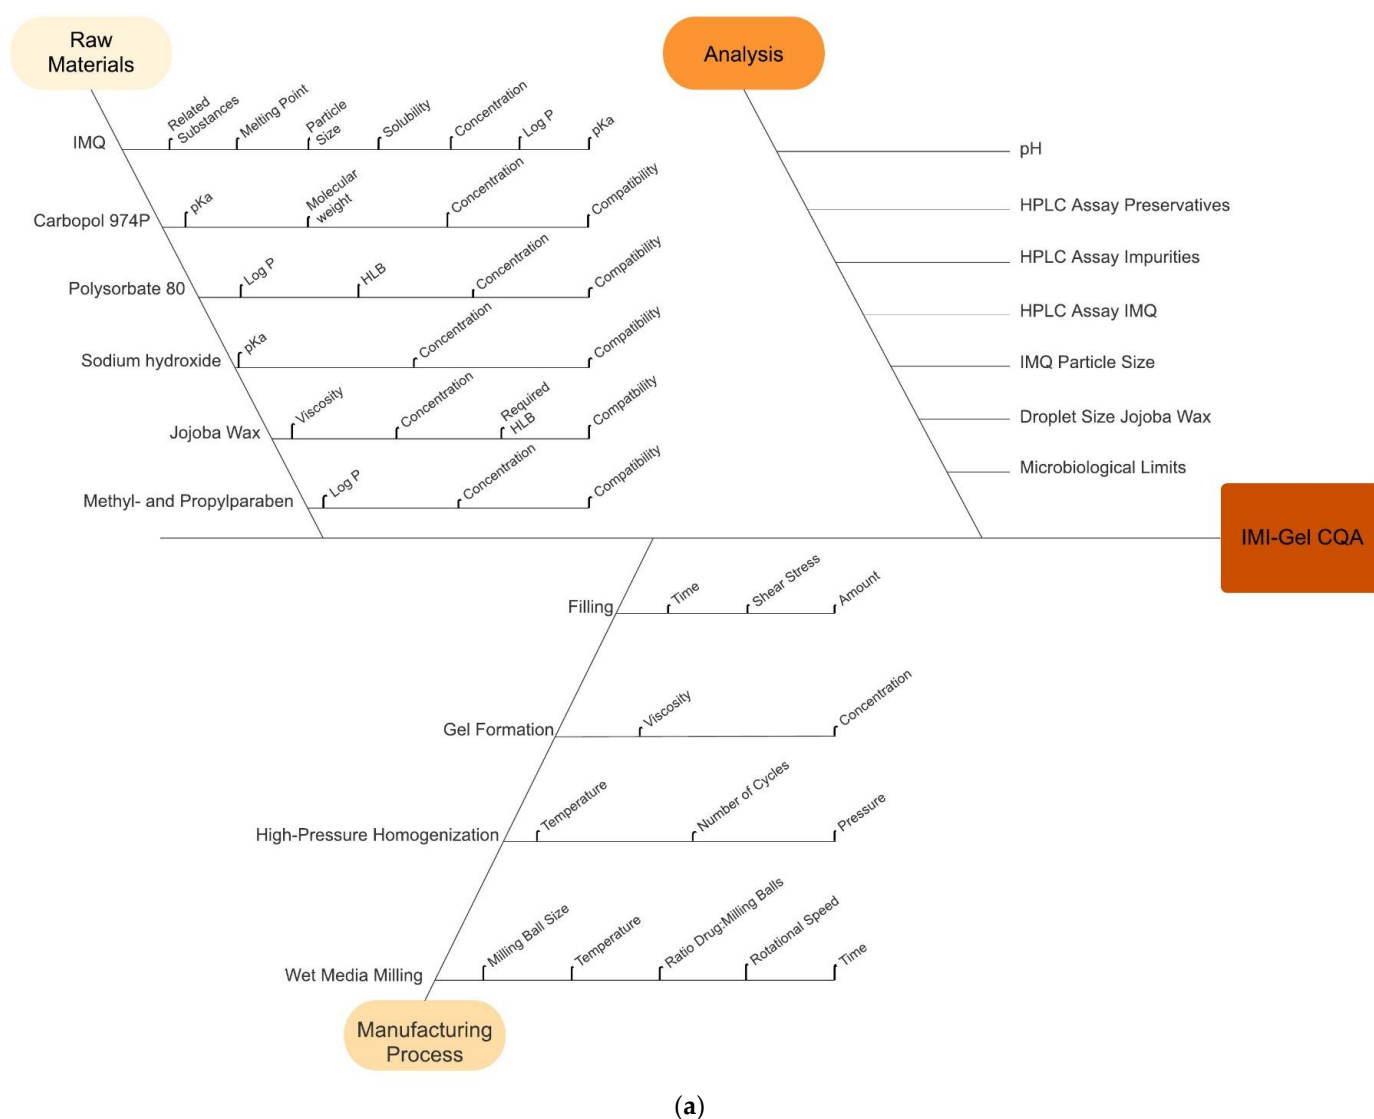 Raw
Materials
IMQ
Related
Substances
Melting Point
Particle
Size
Solubility
Concentration
Log P
pKa
Carbopol 974P
pKa
Molecular
weight
Concentration
Compatibility
Polysorbate 80
Log P
HLB
Concentration
Compatibility
Sodium hydroxide
pKa
Concentration
Compatibility
Jojoba Wax
Viscosity
Concentration
Required
HLB
Compatbility
Methyl- and Propylparaben
Log P
Concentration
Compatibility
Analysis
pH
HPLC Assay Preservatives
HPLC Assay Impurities
HPLC Assay IMQ
IMQ Particle Size
Droplet Size Jojoba Wax
Microbiological Limits
IMI-Gel CQA
Filling
Time
Shear Stress
Amount
Gel Formation
Viscosity
Concentration
High-Pressure Homogenization
Temperature
Number of Cycles
Pressure
Wet Media Milling
Milling Ball Size
Temperature
Ratio Drug:Milling Balls
Rotational Speed
Time
Manufacturing
Process
(a)